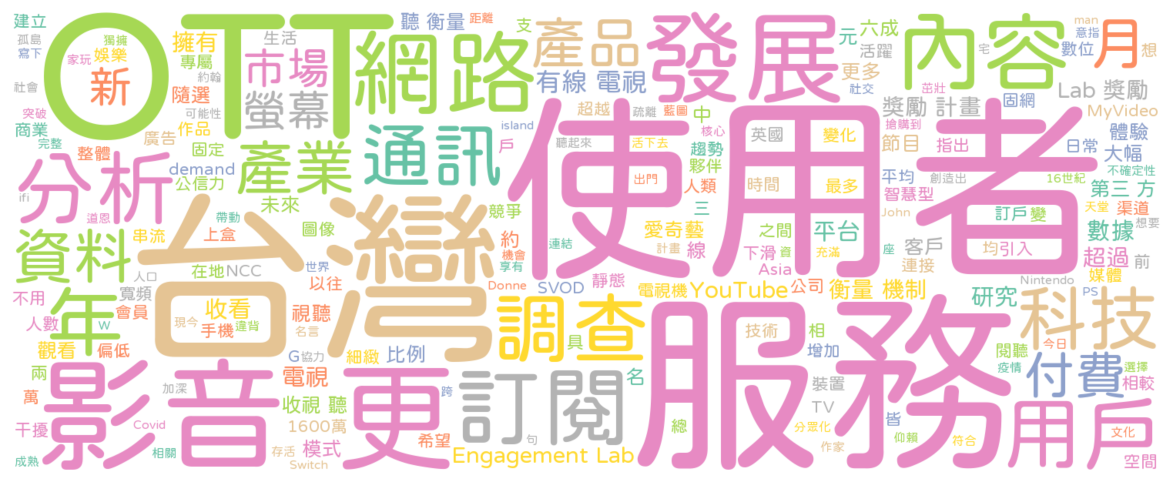 OTT
網路
使用者
台灣
服務
發展
內容
影音
更
訂閱
用戶
科技
付費
調查
通訊
產業
產品
市場
螢幕
分析
資料
年
新
月
建立
孤島
寫下
社會
突破
商業
完整
家玩
獨擁
娛樂
約翰
擁有
專屬
隨選
可能性
作品
廣告
固定
整體
demand
公信力
未來
生活
聽 衡量
距離
支
有線 電視
元
六成
活躍
更多
社交
man
意指
數位
想
宅
茁壯
Lab 獎勵
獎勵 計畫
固網
MyVideo
節目
指出
體驗
日常
大幅
不確定性
16世紀
第三 方
天堂
渠道
想要
訂戶
變
數據
引入
均
超過
前
媒體
Nintendo
PS
研究
今日
閱聽
疫情
選擇
相較
文化
空間
超越
疏離
藍圖
中
核心
趨勢
夥伴
戶
island
聽起來
活下去
出門
人類
英國
變化
搶購到
時間
最多
平均
智慧型
創造出
John
競爭
三
愛奇藝
之間
平台
線
下滑
資
充滿
座
客戶
連接
計畫
Asia
連結
享有
機會
Donne
SVOD
靜態
電視機
YouTube
公司
衡量 機制
技術
相
增加
具
名
裝置
皆
TV
分眾化
作家
仰賴
符合
總
跨
希望
句
Engagement Lab
比例
細緻
協力
G
電視
收視 聽
1600萬
模式
存活
Switch
加深
Covid
相關
成熟
干擾
萬
兩
觀看
偏低
人數
會員
w
不用
寬頻
人口
現今
手機
違背
名言
收看
在地
NCC
世界
以往
視聽
約
圖像
上盒
串流
帶動
道恩
ifi